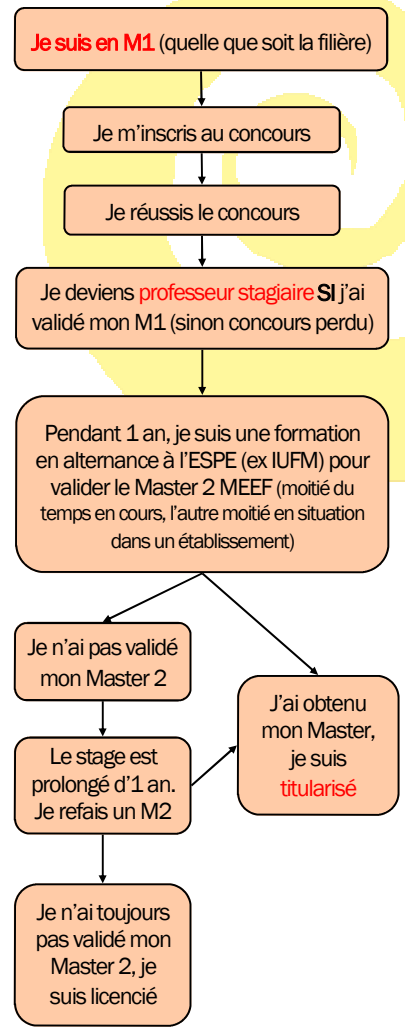 Je suis en M1 (quelle que soit la filière)
Je m'inscris au concours
Je réussis le concours
Je deviens professeur stagiaire SI j'ai
validé mon M1 (sinon concours perdu)
Pendant 1 an, je suis une formation
en alternance à l'ESPE (ex IUFM) pour
valider le Master 2 MEEF (moitié du
temps en cours, l'autre moitié en situation
dans un établissement)
Je n'ai pas validé
mon Master 2
J'ai obtenu
mon Master,
je suis
titularisé
Le stage est
prolongé d'1 an.
Je refais un M2
Je n'ai toujours
pas validé mon
Master 2, je
suis licencié